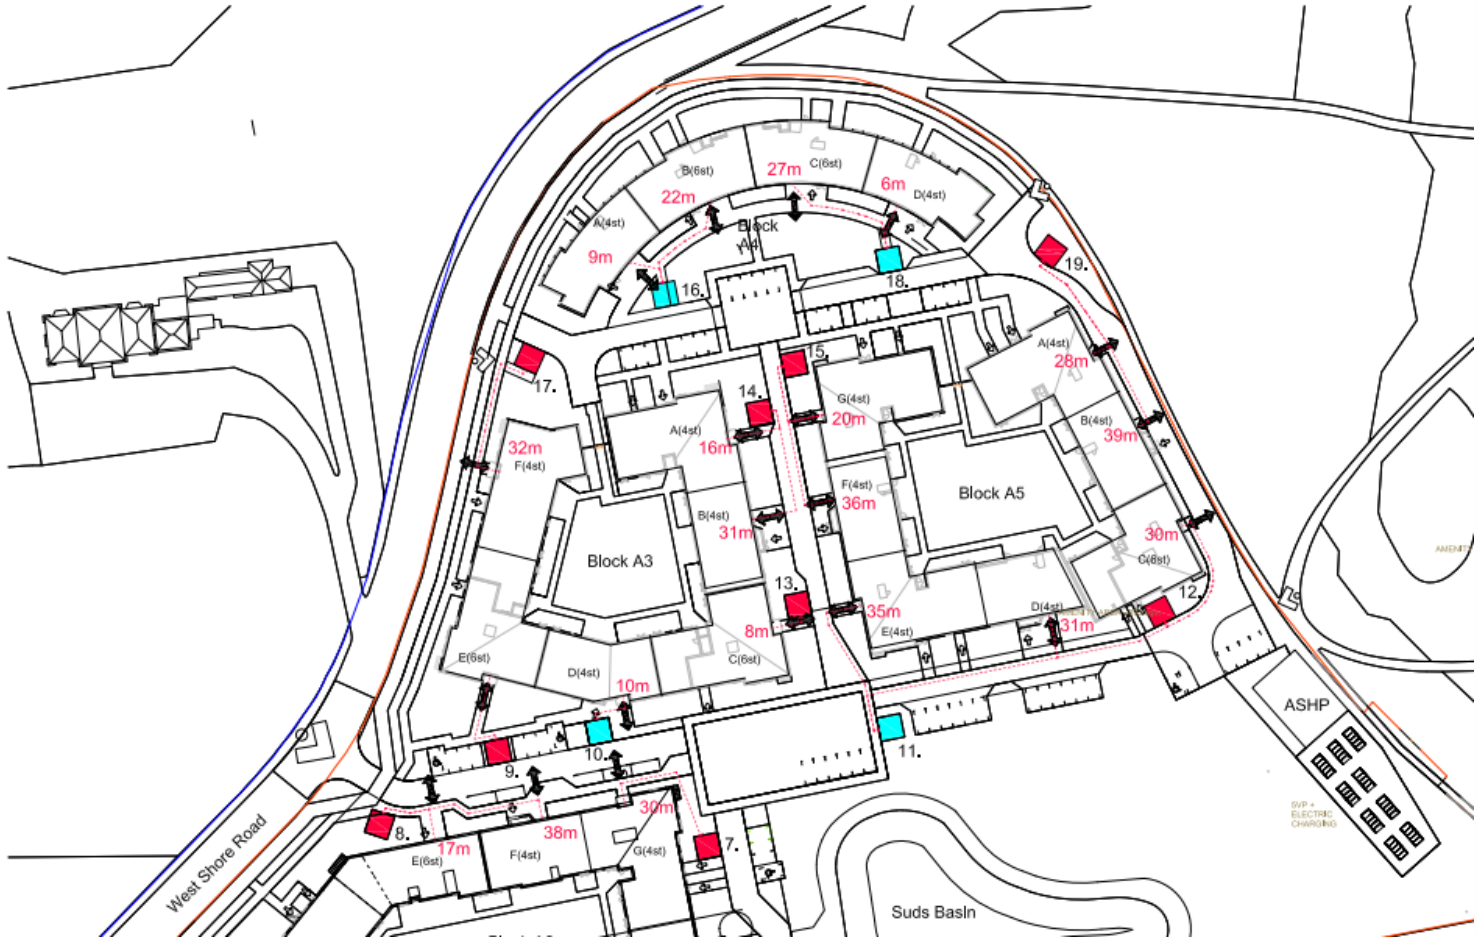 C(6st)
27m
B(6st)
6m
22m
D(4st)
A(4st)
Block
A4
9m
19.
18.
16.
A(4st)
15.
28m
17.
14.
G(4st)
B(4st)
20m
A(4st)
39m
32m
16m
F(4st)
F(4st)
Block A5
36m
B(4st)
31m
30m
Block A3
C(6st)
13.
12.
35m
D(4st)
8m
31m
E(4st)
E(6st)
C(6st)
D(4st)
10m
ASHP
10.
11.
9.
SVP +
ELECTRIC
CHARGING
30m
West Shore Road
8.
38m
7.
17m
G(4st)
F(4st)
E(6st)
Suds Basin